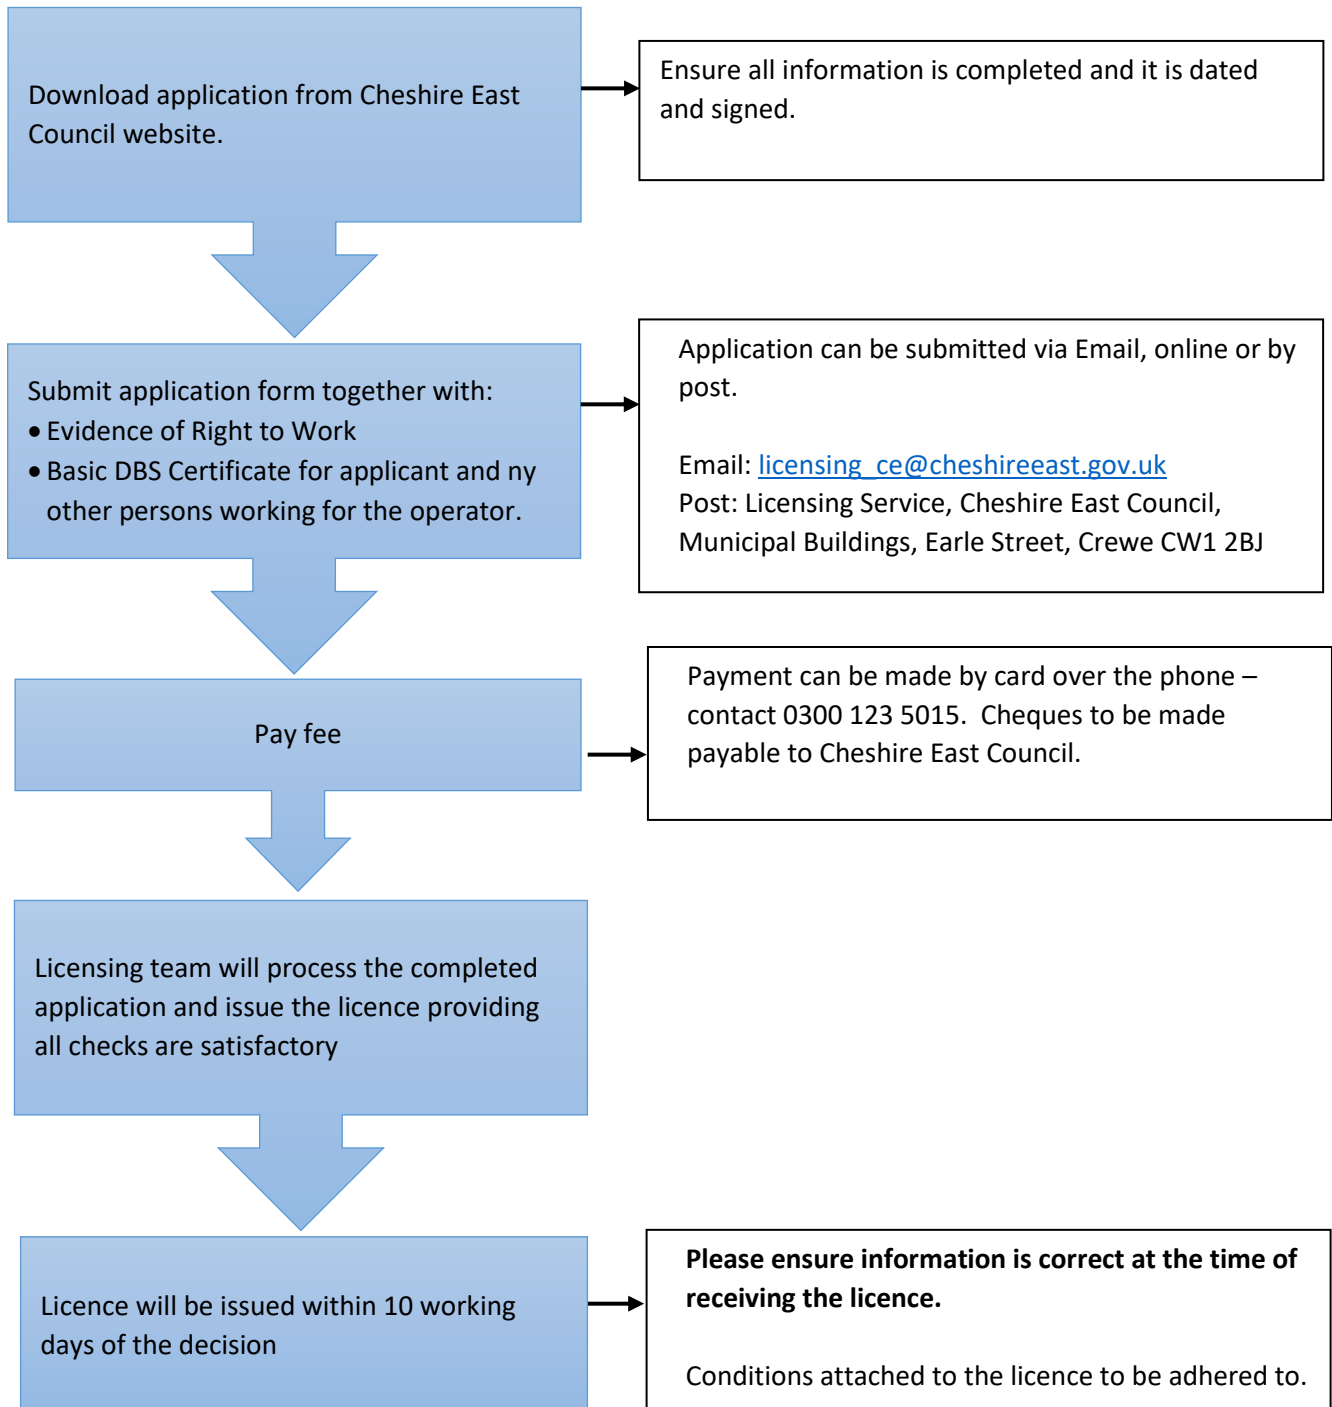 Download application from Cheshire East
Council website.
Ensure all information is completed and it is dated
and signed.
Submit application form together with:
• Evidence of Right to Work
• Basic DBS Certificate for applicant and ny
other persons working for the operator.
Application can be submitted via Email, online or by
post.
Email: licensing_ce@cheshireeast.gov.uk
Post: Licensing Service, Cheshire East Council,
Municipal Buildings, Earle Street, Crewe CW1 2BJ
Pay fee
Payment can be made by card over the phone –
contact 0300 123 5015.  Cheques to be made
payable to Cheshire East Council.
Licensing team will process the completed
application and issue the licence providing
all checks are satisfactory
Licence will be issued within 10 working
days of the decision
Please ensure information is correct at the time of
receiving the licence.
Conditions attached to the licence to be adhered to.